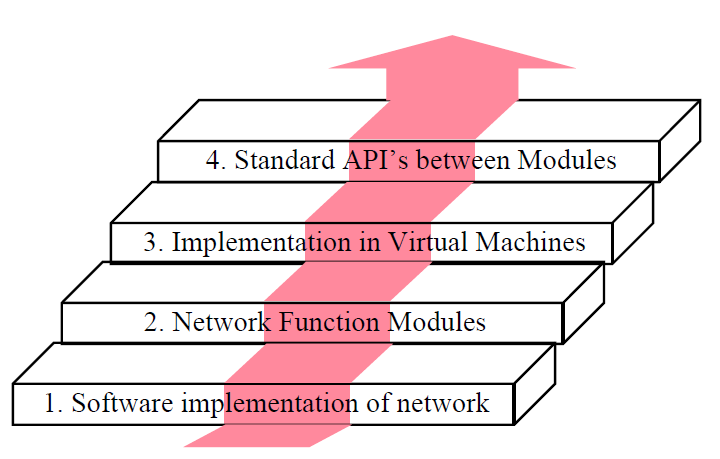 4. Standard API’s between Modules
3. Implementation in Virtual Machines
2. Network Function Modules
1. Software implementation of network